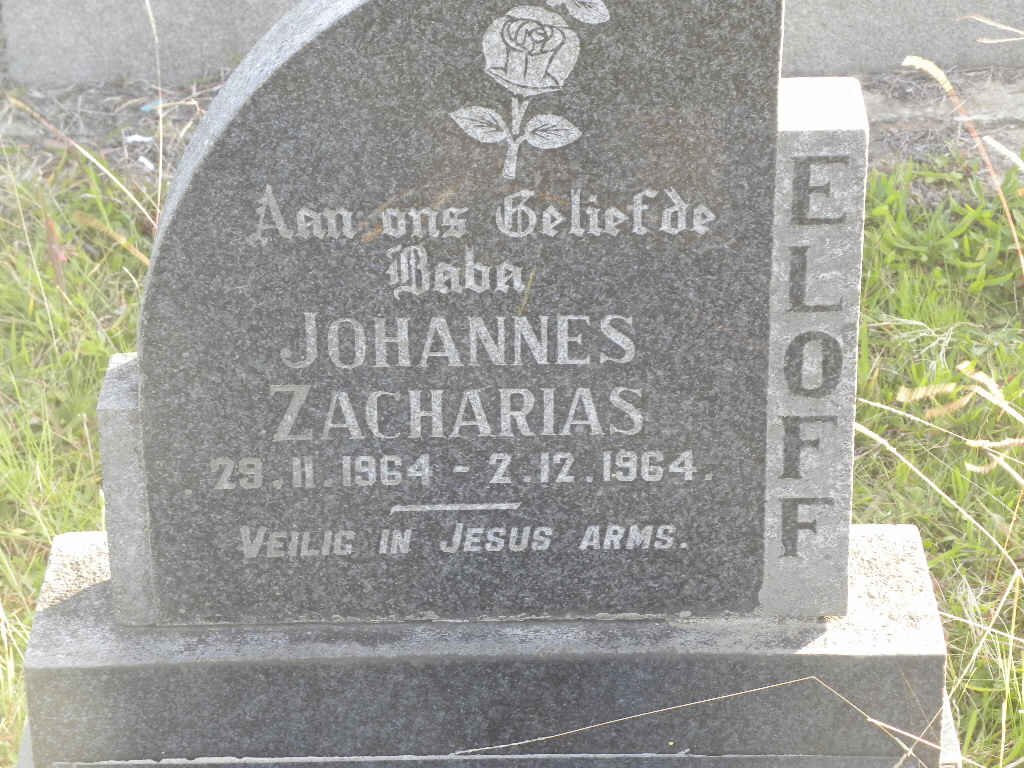 Aan ons Geliefde
Baba
JOHANNES
ZACHARIAS
29.11.1964 - 2.12.1964.
VEILIG IN JESUS ARMS.
ELOFF